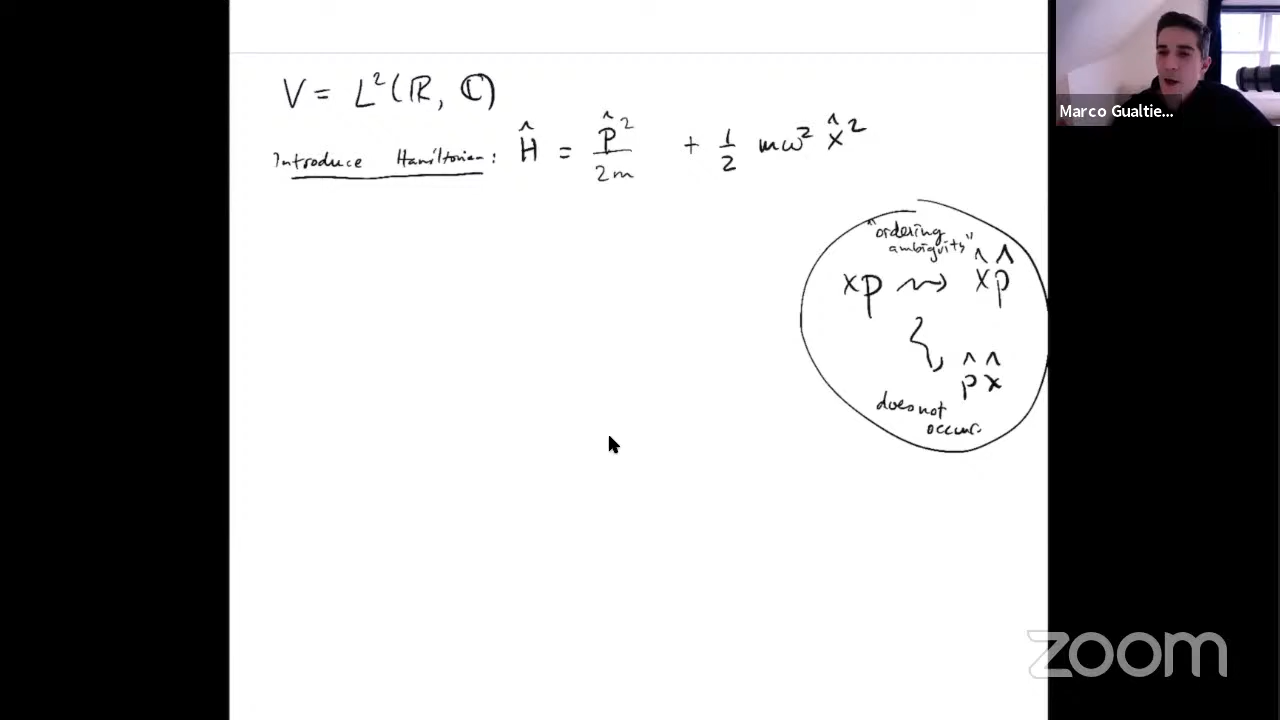 V = L²(ℝ, ℂ)
Introduce Hamiltonian: Ĥ = p̂²/2m + 1/2 mω² x̂²
"ordering
ambiguity"
xp ⇝ x̂p̂
p̂x̂
does not
occur.
Marco Gualtie...
zoom